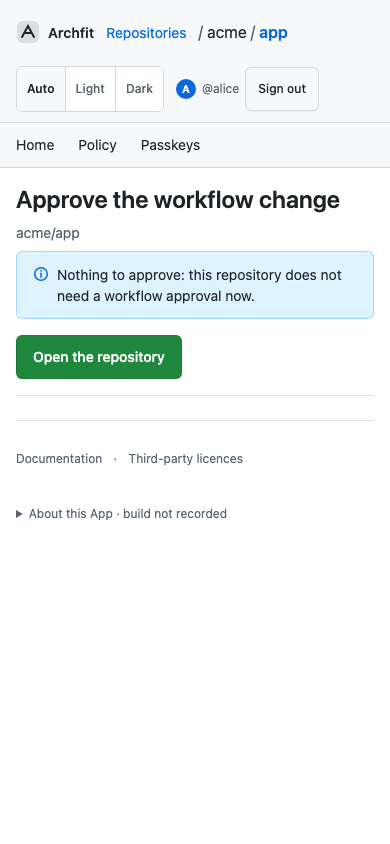 Archfit Repositories / acme / app
Auto Light Dark A @alice Sign out
Home Policy Passkeys
Approve the workflow change
acme/app
Nothing to approve: this repository does not
need a workflow approval now.
Open the repository
Documentation · Third-party licences
About this App · build not recorded